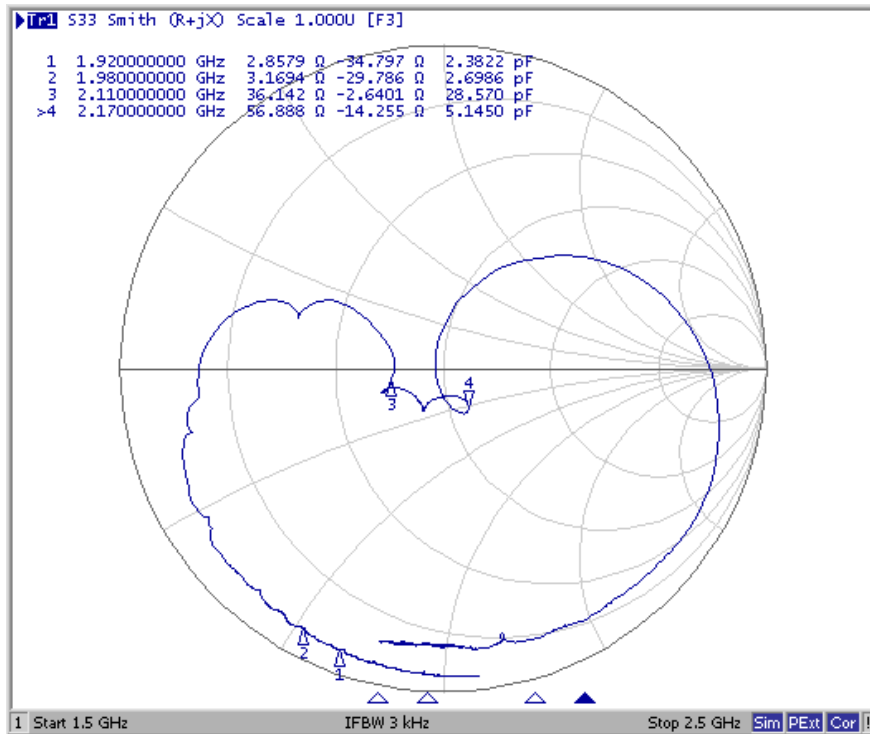 Tr1 S33 Smith (R+jX) Scale 1.000U [F3]
1 1.920000000 GHz 2.8579 Ω -34.797 Ω 2.3822 pF
2 1.980000000 GHz 3.1694 Ω -29.786 Ω 2.6986 pF
3 2.110000000 GHz 36.142 Ω -2.6401 Ω 28.570 pF
>4 2.170000000 GHz 56.888 Ω -14.255 Ω 5.1450 pF
4
3
2
1
1 Start 1.5 GHz IFBW 3 kHz Stop 2.5 GHz Sim PExt Cor !